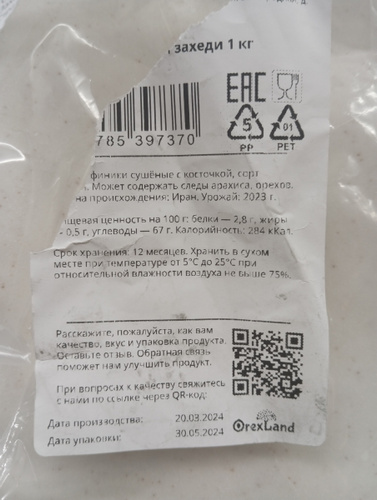 захеди 1 кг
EAC
785 397370
5
PP
01
PET
финики сушёные с косточкой, сорт
Может содержать следы арахиса, орехов.
на происхождения: Иран. Урожай: 2023 г.
ищевая ценность на 100 г: белки — 2,8 г, жиры
— 0,5 г, углеводы — 67 г. Калорийность: 284 кКал.
Срок хранения: 12 месяцев. Хранить в сухом
месте при температуре от 5°С до 25°С при
относительной влажности воздуха не выше 75%.
Расскажите, пожалуйста, как вам
качество, вкус и упаковка продукта.
Оставьте отзыв. Обратная связь
поможет нам улучшить продукт.
При вопросах к качеству свяжитесь
с нами по ссылке через QR-код:
Дата производства: 20.03.2024
Дата упаковки: 30.05.2024
OrexLand